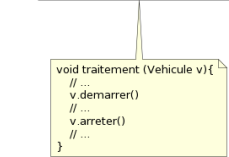 void traitement (Vehicule v){
// ...
v.demarrer()
// ...
v.arreter()
// ...
}